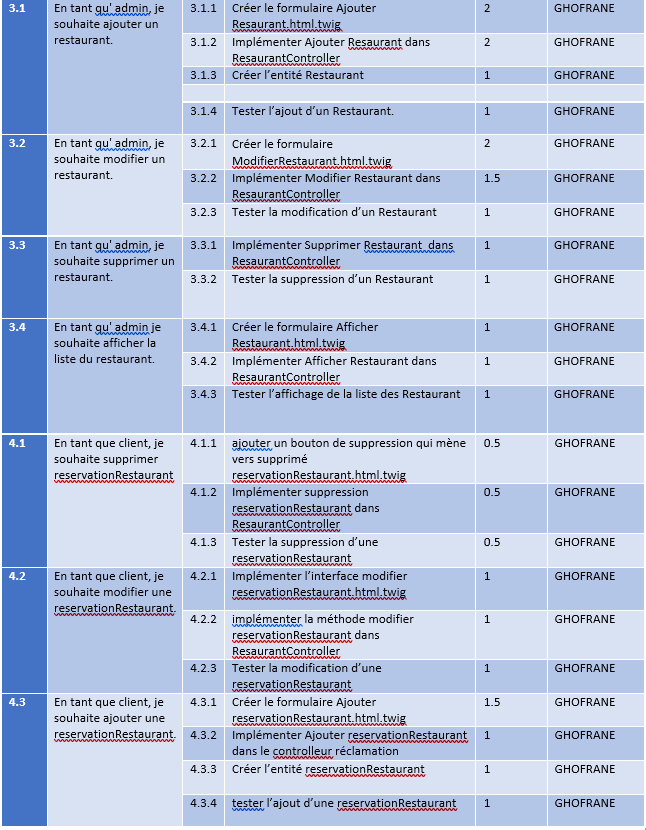 3.1 En tant qu' admin, je souhaite ajouter un restaurant. 3.1.1 Créer le formulaire Ajouter Resaurant.html.twig 2 GHOFRANE
3.1.2 Implémenter Ajouter Resaurant dans ResaurantController 2 GHOFRANE
3.1.3 Créer l'entité Restaurant 1 GHOFRANE
3.1.4 Tester l'ajout d'un Restaurant. 1 GHOFRANE
3.2 En tant qu' admin, je souhaite modifier un restaurant. 3.2.1 Créer le formulaire ModifierRestaurant.html.twig 2 GHOFRANE
3.2.2 Implémenter Modifier Restaurant dans ResaurantController 1.5 GHOFRANE
3.2.3 Tester la modification d'un Restaurant 1 GHOFRANE
3.3 En tant qu' admin, je souhaite supprimer un restaurant. 3.3.1 Implémenter Supprimer Restaurant dans ResaurantController 1 GHOFRANE
3.3.2 Tester la suppression d'un Restaurant 1 GHOFRANE
3.4 En tant qu' admin je souhaite afficher la liste du restaurant. 3.4.1 Créer le formulaire Afficher Restaurant.html.twig 1 GHOFRANE
3.4.2 Implémenter Afficher Restaurant dans ResaurantController 1 GHOFRANE
3.4.3 Tester l'affichage de la liste des Restaurant 1 GHOFRANE
4.1 En tant que client, je souhaite supprimer reservationRestaurant 4.1.1 ajouter un bouton de suppression qui mène vers supprimé reservationRestaurant.html.twig 0.5 GHOFRANE
4.1.2 Implémenter suppression reservationRestaurant dans ResaurantController 0.5 GHOFRANE
4.1.3 Tester la suppression d'une reservationRestaurant 0.5 GHOFRANE
4.2 En tant que client, je souhaite modifier une reservationRestaurant. 4.2.1 Implémenter l'interface modifier reservationRestaurant.html.twig 1 GHOFRANE
4.2.2 implémenter la méthode modifier reservationRestaurant dans ResaurantController 1 GHOFRANE
4.2.3 Tester la modification d'une reservationRestaurant 1 GHOFRANE
4.3 En tant que client, je souhaite ajouter une reservationRestaurant. 4.3.1 Créer le formulaire Ajouter reservationRestaurant.html.twig 1.5 GHOFRANE
4.3.2 Implémenter Ajouter reservationRestaurant dans le controlleur réclamation 1 GHOFRANE
4.3.3 Créer l'entité reservationRestaurant 1 GHOFRANE
4.3.4 tester l'ajout d'une reservationRestaurant 1 GHOFRANE